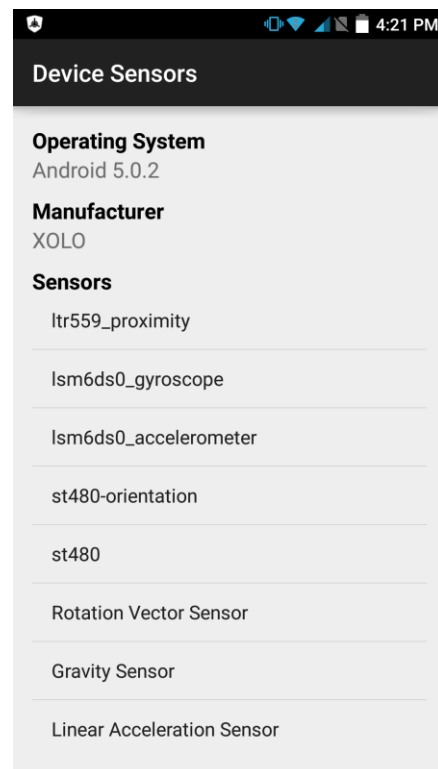 4:21 PM
Device Sensors
Operating System
Android 5.0.2
Manufacturer
XOLO
Sensors
ltr559_proximity
lsm6ds0_gyroscope
lsm6ds0_accelerometer
st480-orientation
st480
Rotation Vector Sensor
Gravity Sensor
Linear Acceleration Sensor